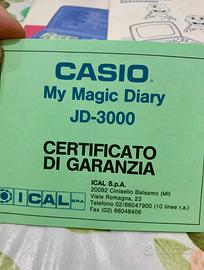 CASIO®
My Magic Diary
JD-3000
CERTIFICATO
DI GARANZIA
ICAL S.p.A.
20092 Cinisello Balsamo (MI)
Viale Romagna, 23
Telefono 02/66047900 (10 linee r.a.)
Fax (02) 66048406
ICAL S.P.A.